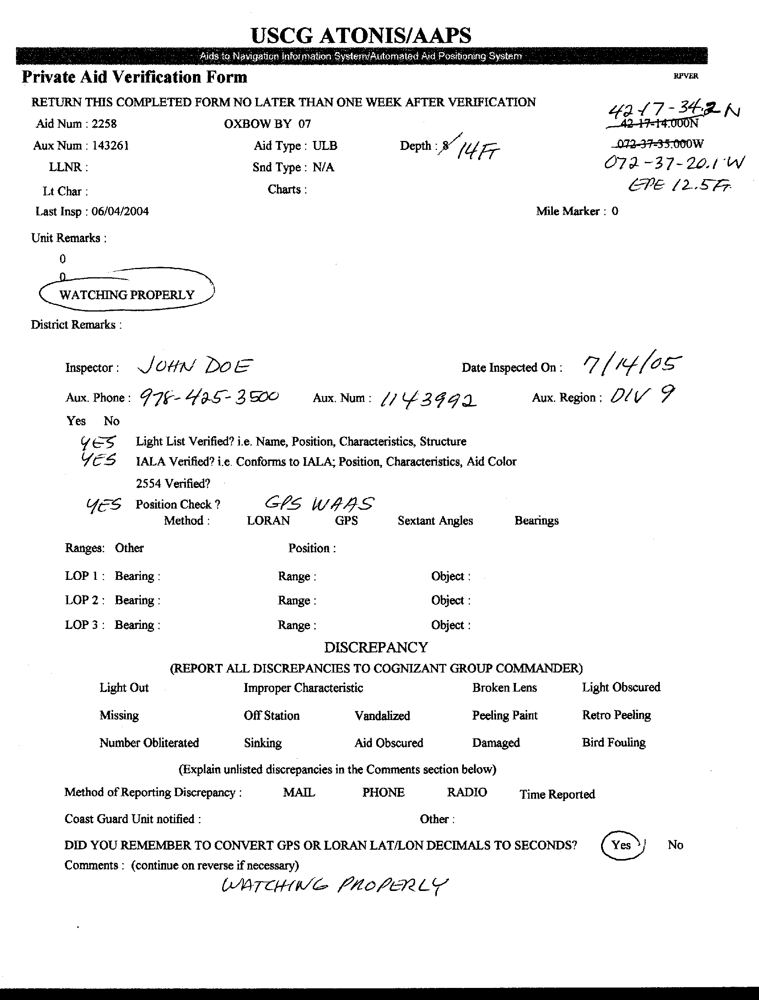 USCG ATONIS/AAPS
Aids to Navigation Information System/Automated Aid Positioning System
Private Aid Verification Form RPVER
RETURN THIS COMPLETED FORM NO LATER THAN ONE WEEK AFTER VERIFICATION
42-17-34.2 N
Aid Num : 2258 OXBOW BY 07 42-17-14.000N
Aux Num : 143261 Aid Type : ULB Depth : 8 14 FT 072-37-35.000W
LLNR : Snd Type : N/A 072-37-20.1 W
Lt Char : Charts : EPE 12.5 FT.
Last Insp : 06/04/2004 Mile Marker : 0
Unit Remarks :
0
0
WATCHING PROPERLY
District Remarks :
Inspector : JOHN DOE Date Inspected On : 7/14/05
Aux. Phone : 978-425-3500 Aux. Num : 1143992 Aux. Region : DIV 9
Yes No
YES Light List Verified? i.e. Name, Position, Characteristics, Structure
YES IALA Verified? i.e. Conforms to IALA; Position, Characteristics, Aid Color
2554 Verified?
YES Position Check ? GPS WAAS
Method : LORAN GPS Sextant Angles Bearings
Ranges: Other Position :
LOP 1 : Bearing : Range : Object :
LOP 2 : Bearing : Range : Object :
LOP 3 : Bearing : Range : Object :
DISCREPANCY
(REPORT ALL DISCREPANCIES TO COGNIZANT GROUP COMMANDER)
Light Out Improper Characteristic Broken Lens Light Obscured
Missing Off Station Vandalized Peeling Paint Retro Peeling
Number Obliterated Sinking Aid Obscured Damaged Bird Fouling
(Explain unlisted discrepancies in the Comments section below)
Method of Reporting Discrepancy : MAIL PHONE RADIO Time Reported
Coast Guard Unit notified : Other :
DID YOU REMEMBER TO CONVERT GPS OR LORAN LAT/LON DECIMALS TO SECONDS? Yes No
Comments : (continue on reverse if necessary)
WATCHING PROPERLY